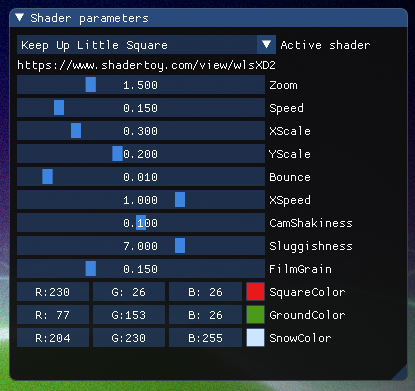 Shader parameters
Keep Up Little Square Active shader
https://www.shadertoy.com/view/wlsXD2
1.500 Zoom
0.150 Speed
0.300 XScale
0.200 YScale
0.010 Bounce
1.000 XSpeed
0.100 CamShakiness
7.000 Sluggishness
0.150 FilmGrain
R:230 G: 26 B: 26 SquareColor
R: 77 G:153 B: 26 GroundColor
R:204 G:230 B:255 SnowColor